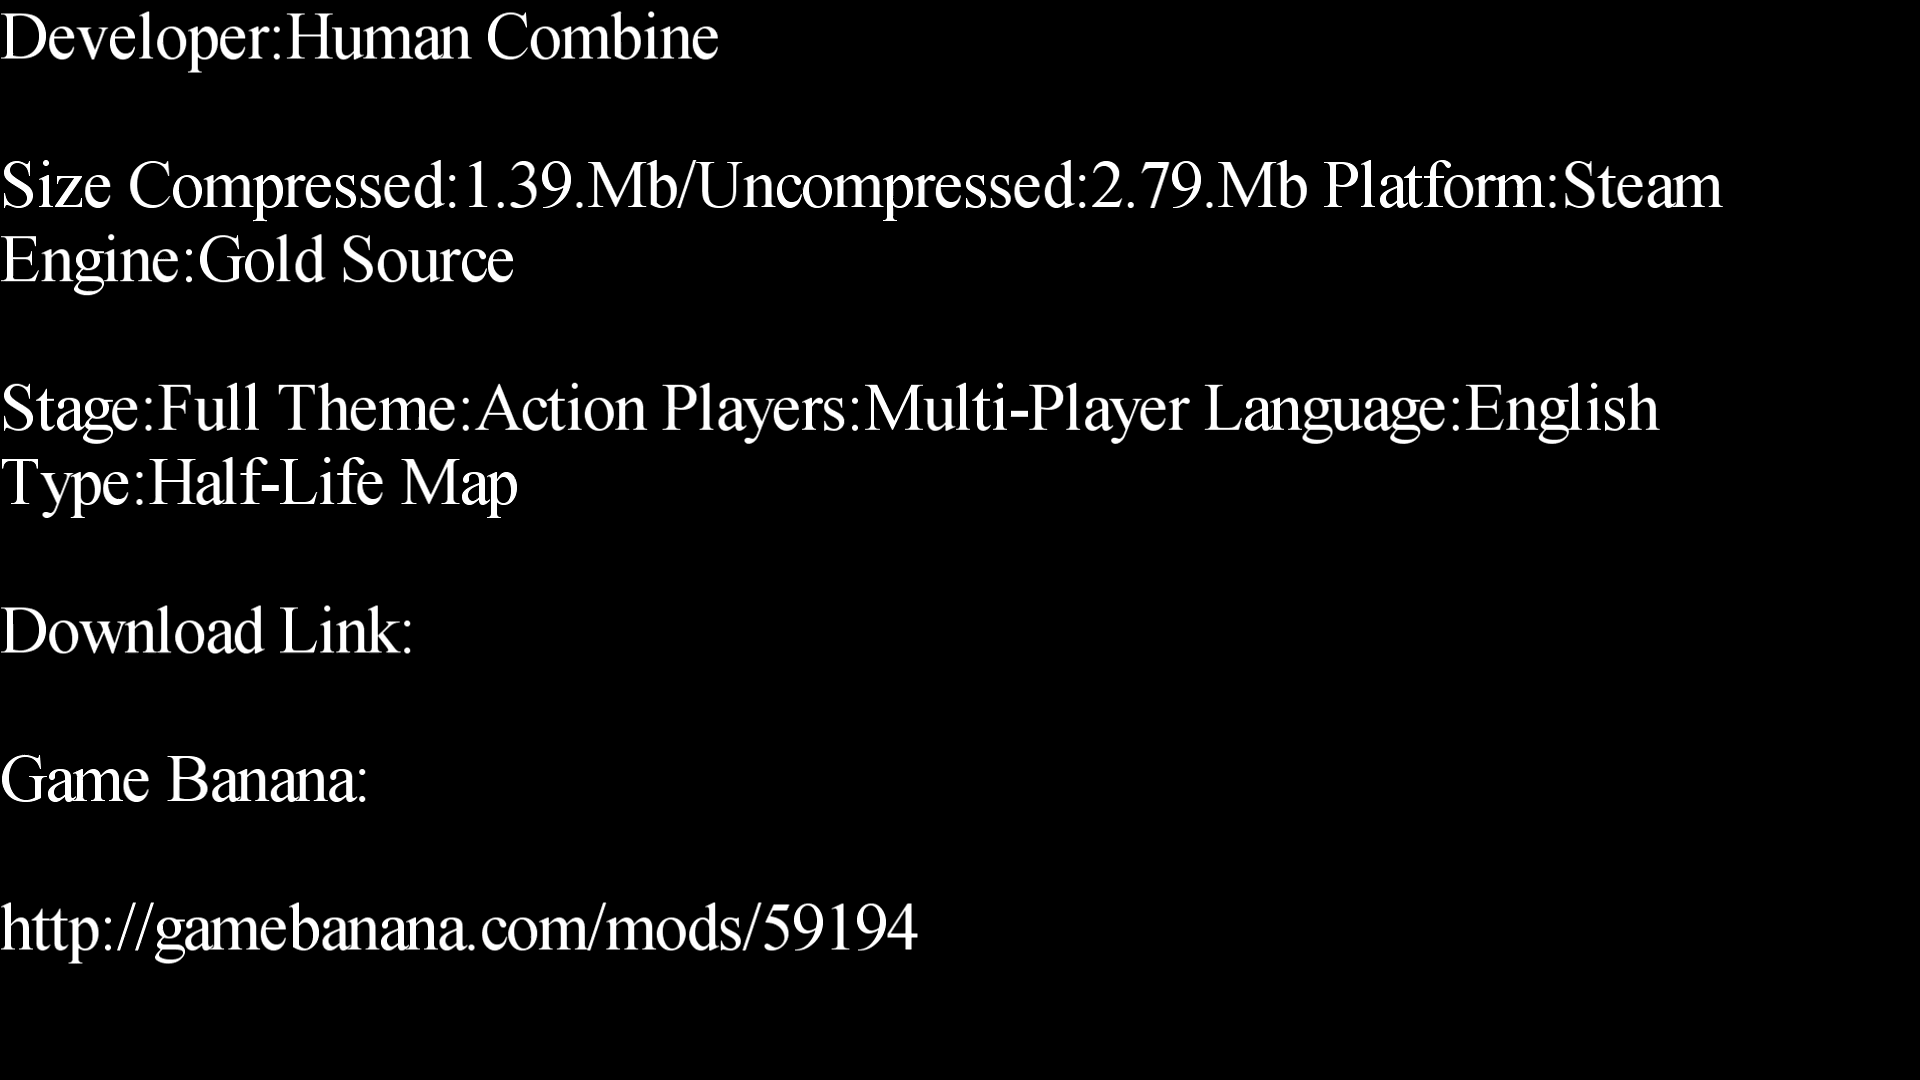 Developer:Human Combine
Size Compressed:1.39.Mb/Uncompressed:2.79.Mb Platform:Steam
Engine:Gold Source
Stage:Full Theme:Action Players:Multi-Player Language:English
Type:Half-Life Map
Download Link:
Game Banana:
http://gamebanana.com/mods/59194